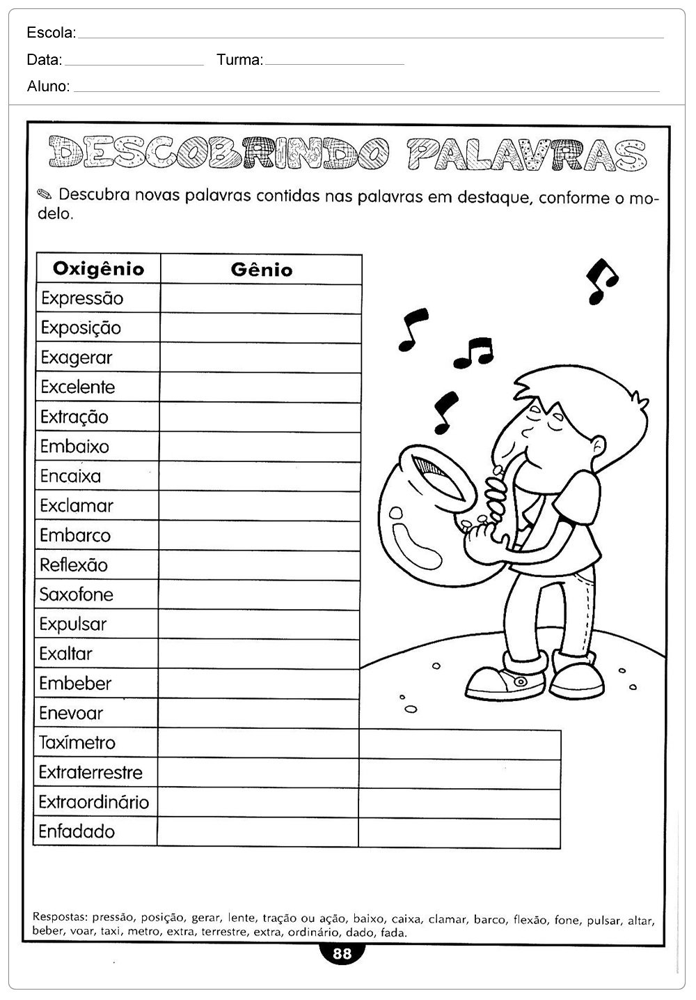 Escola:
Data: Turma:
Aluno:
DESCOBRINDO PALAVRAS
Descubra novas palavras contidas nas palavras em destaque, conforme o mo-
delo.
Oxigênio Gênio
Expressão
Exposição
Exagerar
Excelente
Extração
Embaixo
Encaixa
Exclamar
Embarco
Reflexão
Saxofone
Expulsar
Exaltar
Embeber
Enevoar
Taxímetro
Extraterrestre
Extraordinário
Enfadado
Respostas: pressão, posição, gerar, lente, tração ou ação, baixo, caixa, clamar, barco, flexão, fone, pulsar, altar,
beber, voar, taxi, metro, extra, terrestre, extra, ordinário, dado, fada.
88